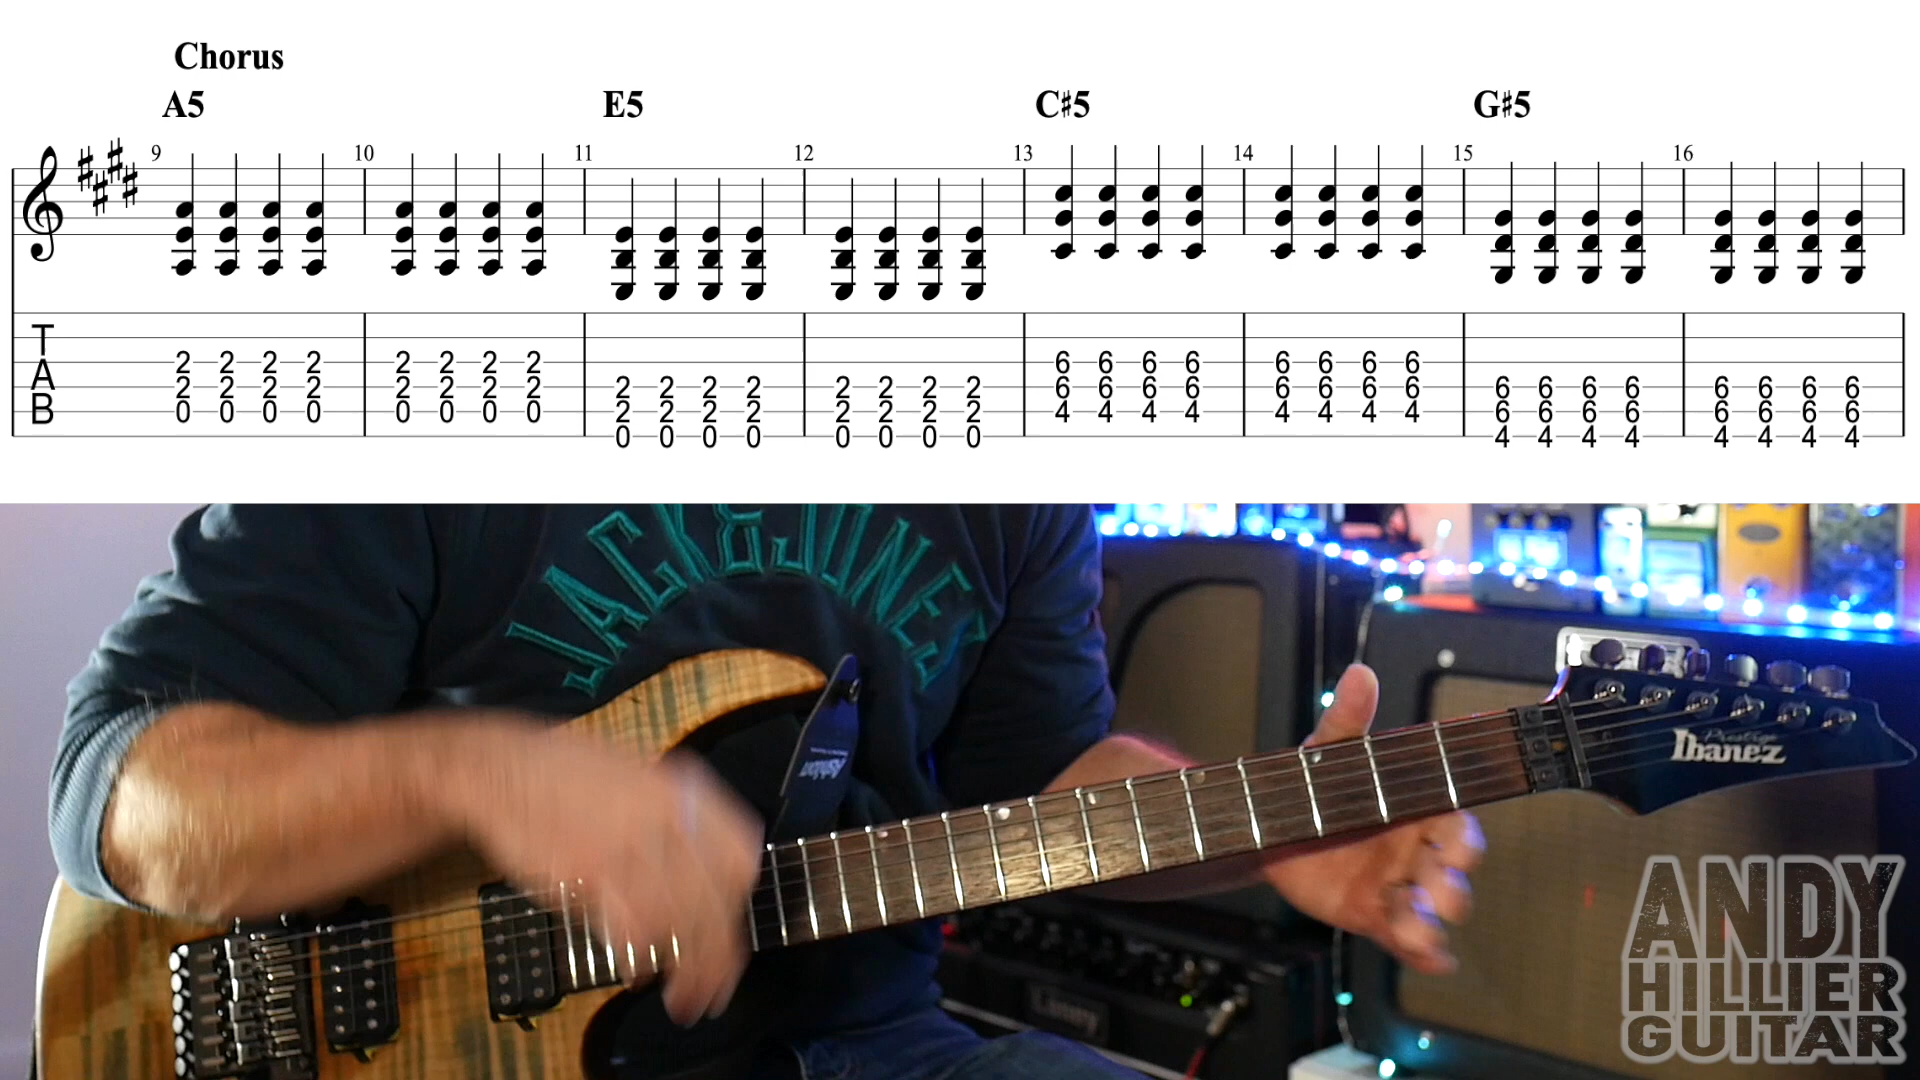 Chorus
A5 E5 C♯5 G♯5
9 10 11 12 13 14 15 16
T 2 2 2 2 2 2 2 2 6 6 6 6 6 6 6 6
A 2 2 2 2 2 2 2 2 2 2 2 2 2 2 2 2 6 6 6 6 6 6 6 6 6 6 6 6 6 6 6 6
B 0 0 0 0 0 0 0 0 2 2 2 2 2 2 2 2 4 4 4 4 4 4 4 4 6 6 6 6 6 6 6 6
0 0 0 0 0 0 0 0 4 4 4 4 4 4 4 4
JACK&JONES
Ashton
Prestige
Ibanez
Laney
ANDY
HILLIER
GUITAR